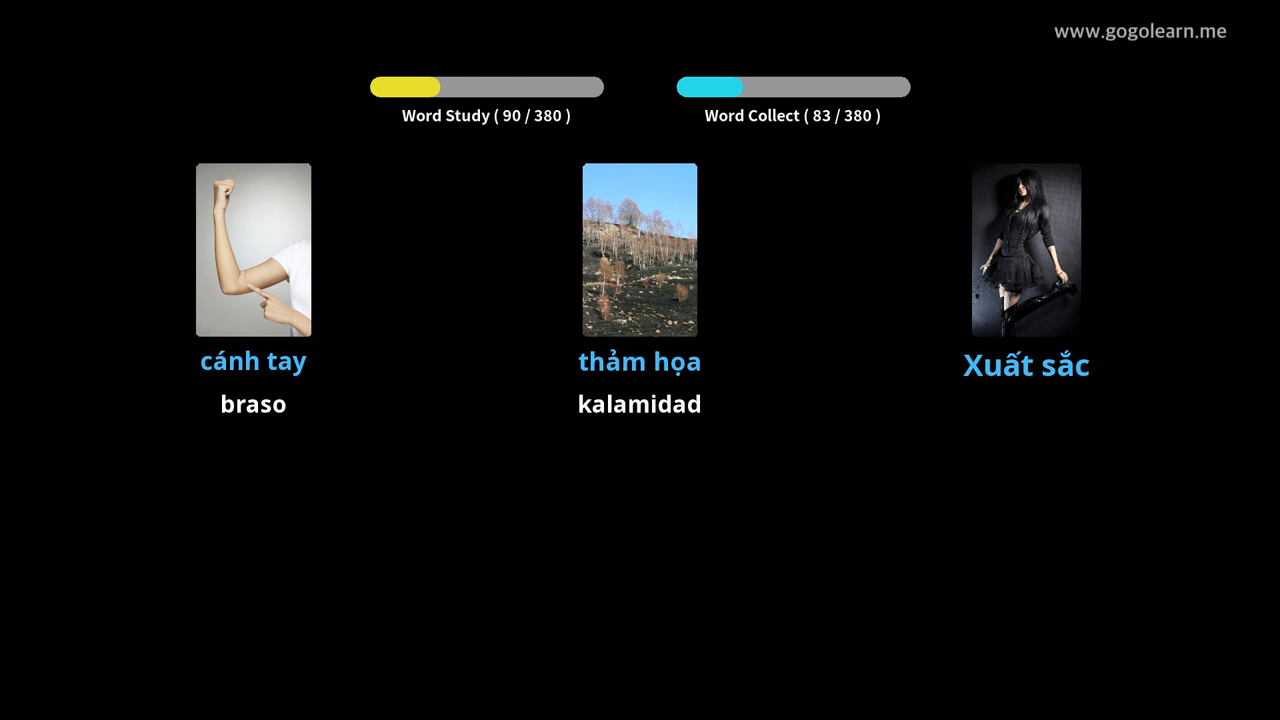 www.gogolearn.me
Word Study ( 90 / 380 )
Word Collect ( 83 / 380 )
cánh tay
braso
thảm họa
kalamidad
Xuất sắc